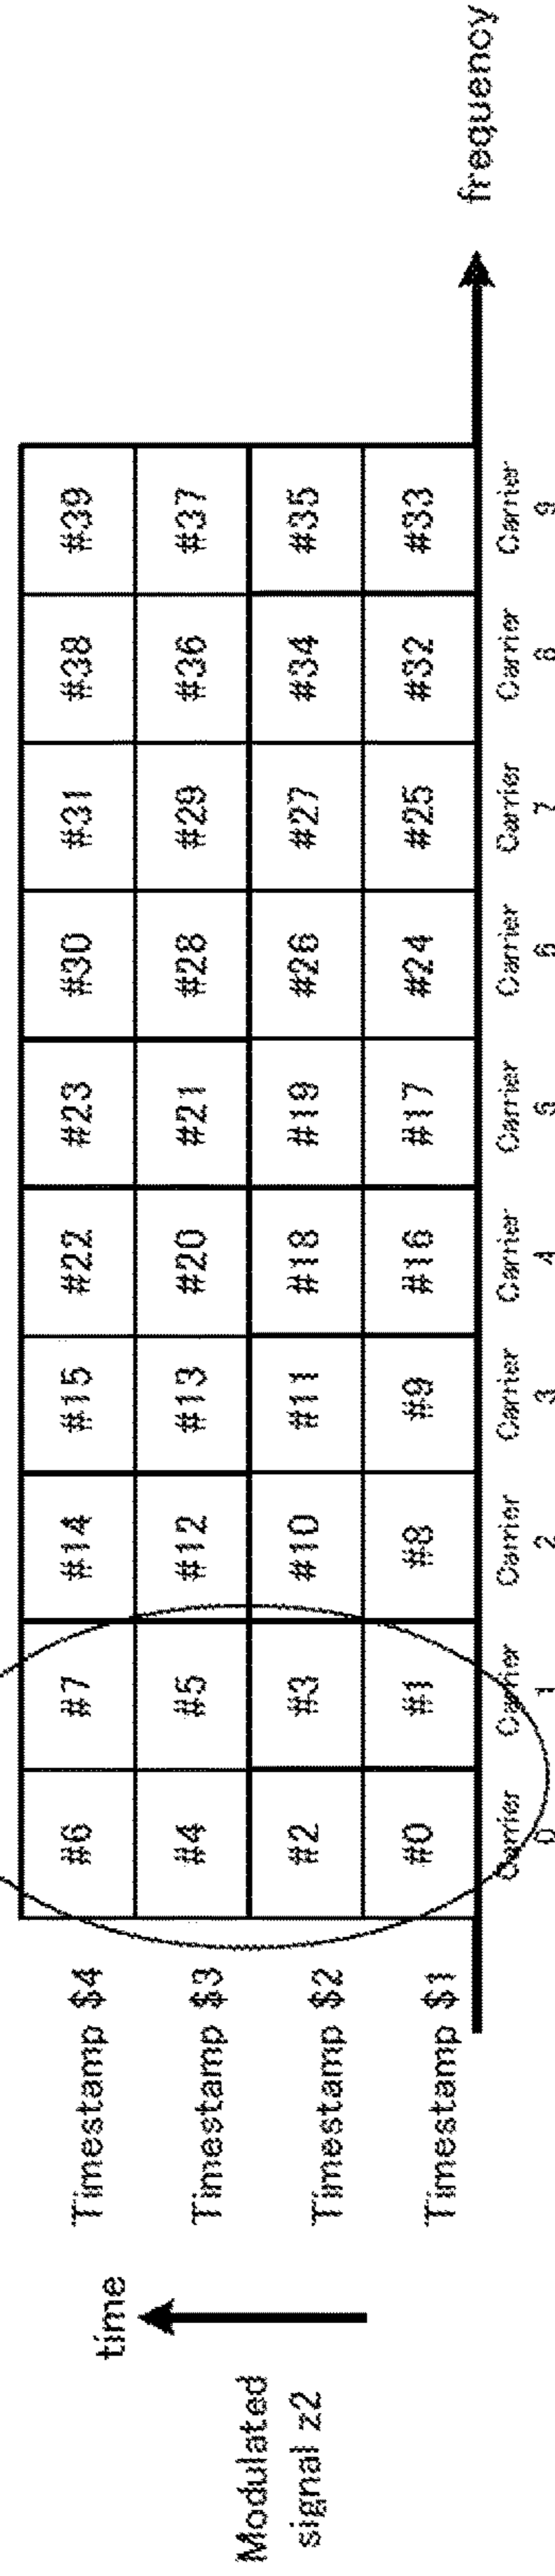 Modulated
signal z2
time
Timestamp $4
#6 #7 #14 #15 #22 #23 #30 #31 #38 #39
Timestamp $3
#4 #5 #12 #13 #20 #21 #28 #29 #36 #37
Timestamp $2
#2 #3 #10 #11 #18 #19 #26 #27 #34 #35
Timestamp $1
#0 #1 #8 #9 #16 #17 #24 #25 #32 #33
Carrier Carrier Carrier Carrier Carrier Carrier Carrier Carrier Carrier Carrier
0 1 2 3 4 5 6 7 8 9
frequency